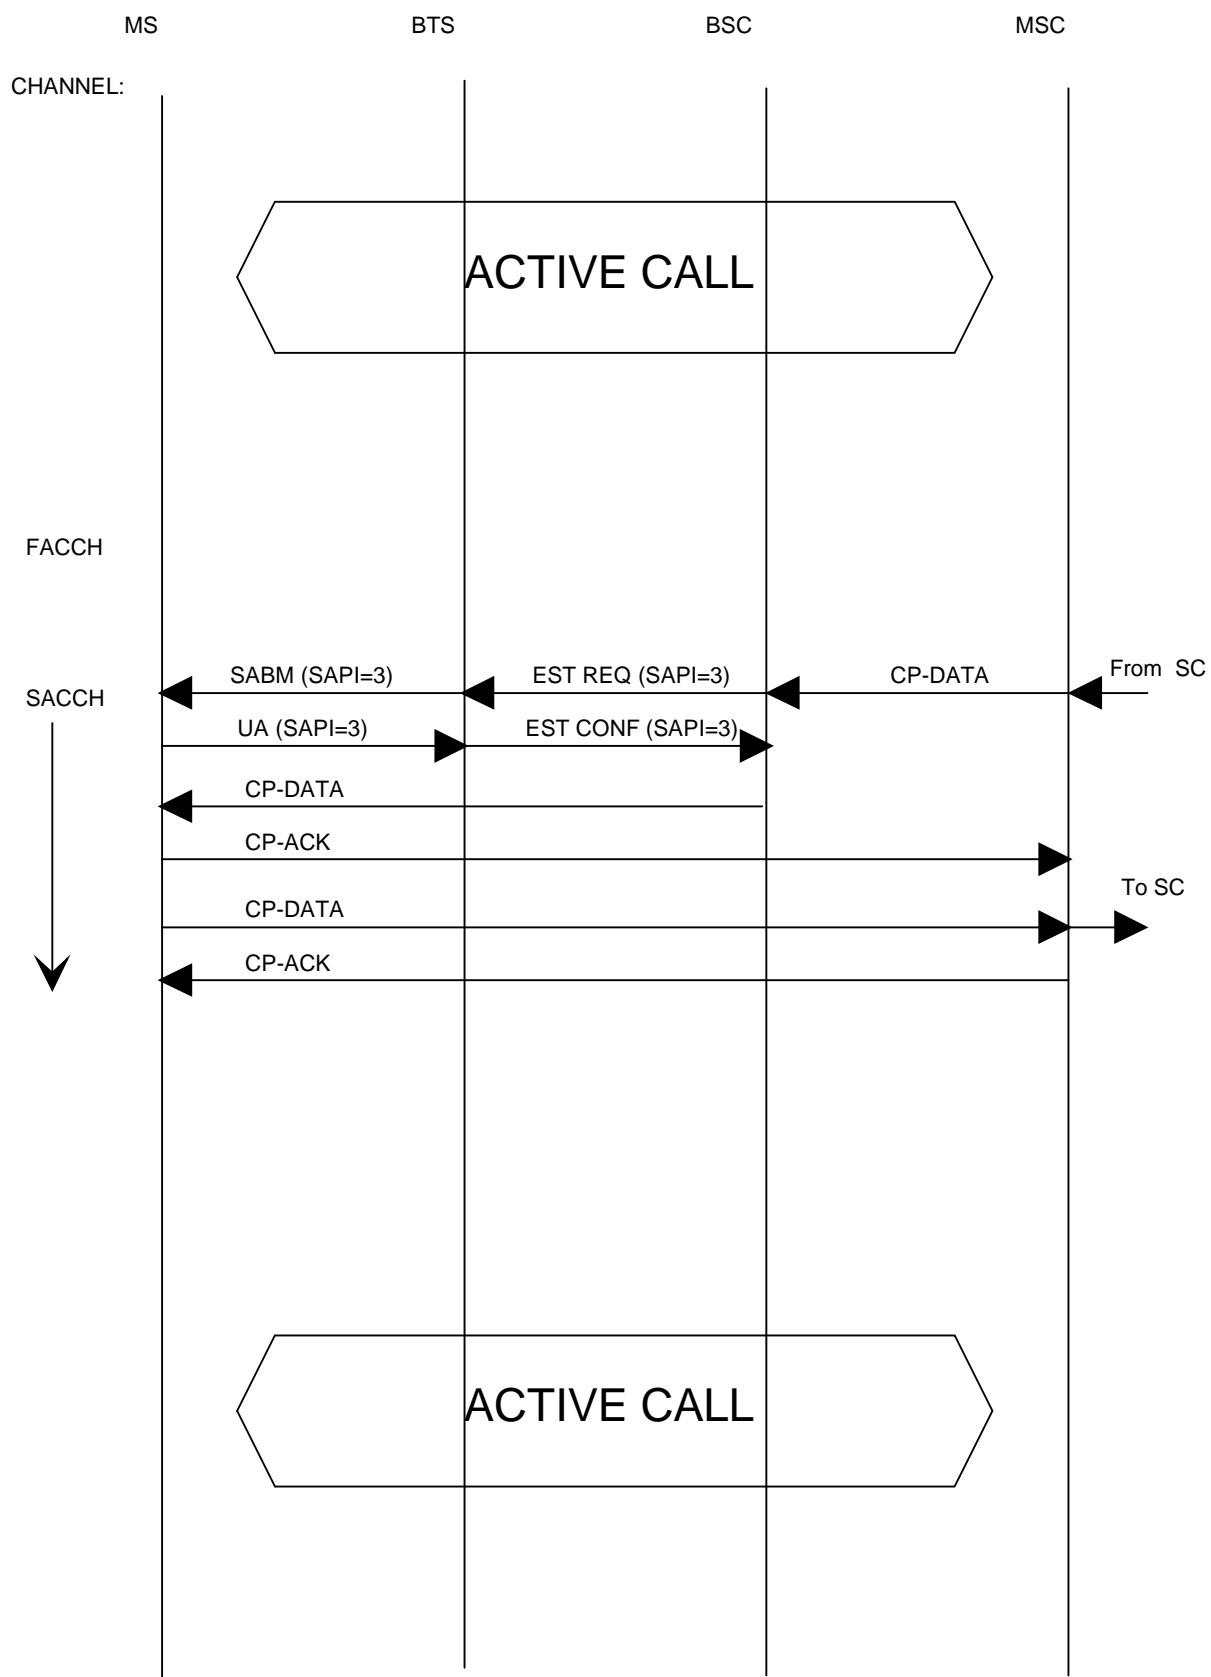 MS BTS BSC MSC
CHANNEL:
ACTIVE CALL
FACCH
SABM (SAPI=3) EST REQ (SAPI=3) CP-DATA From SC
SACCH
UA (SAPI=3) EST CONF (SAPI=3)
CP-DATA
CP-ACK
To SC
CP-DATA
CP-ACK
ACTIVE CALL